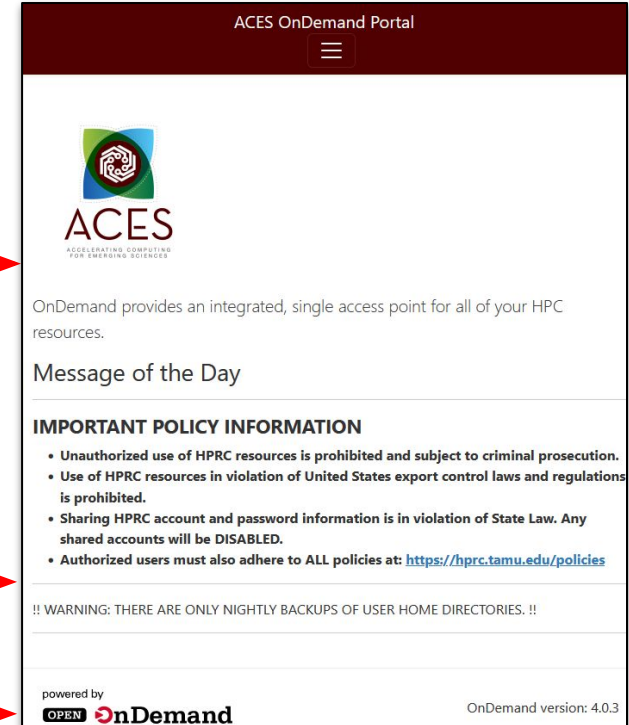 ACES OnDemand Portal
ACES
ACCELERATING COMPUTING
FOR EMERGING SCIENCES
OnDemand provides an integrated, single access point for all of your HPC
resources.
Message of the Day
IMPORTANT POLICY INFORMATION
• Unauthorized use of HPRC resources is prohibited and subject to criminal prosecution.
• Use of HPRC resources in violation of United States export control laws and regulations
is prohibited.
• Sharing HPRC account and password information is in violation of State Law. Any
shared accounts will be DISABLED.
• Authorized users must also adhere to ALL policies at: https://hprc.tamu.edu/policies
!! WARNING: THERE ARE ONLY NIGHTLY BACKUPS OF USER HOME DIRECTORIES. !!
powered by
OPEN OnDemand
OnDemand version: 4.0.3